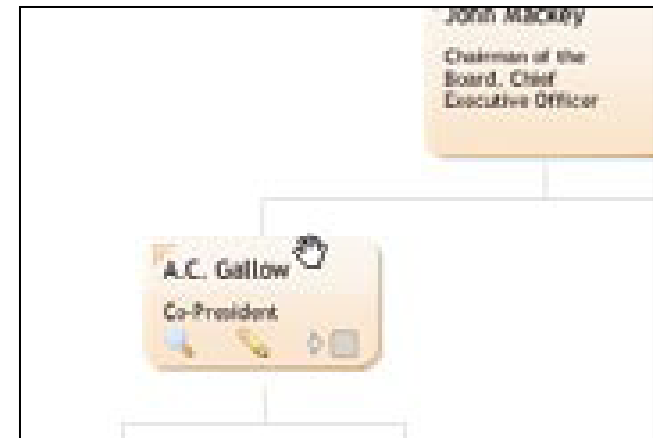 John Mackey
Chairman of the
Board, Chief
Executive Officer
A.C. Gallow
Co-President